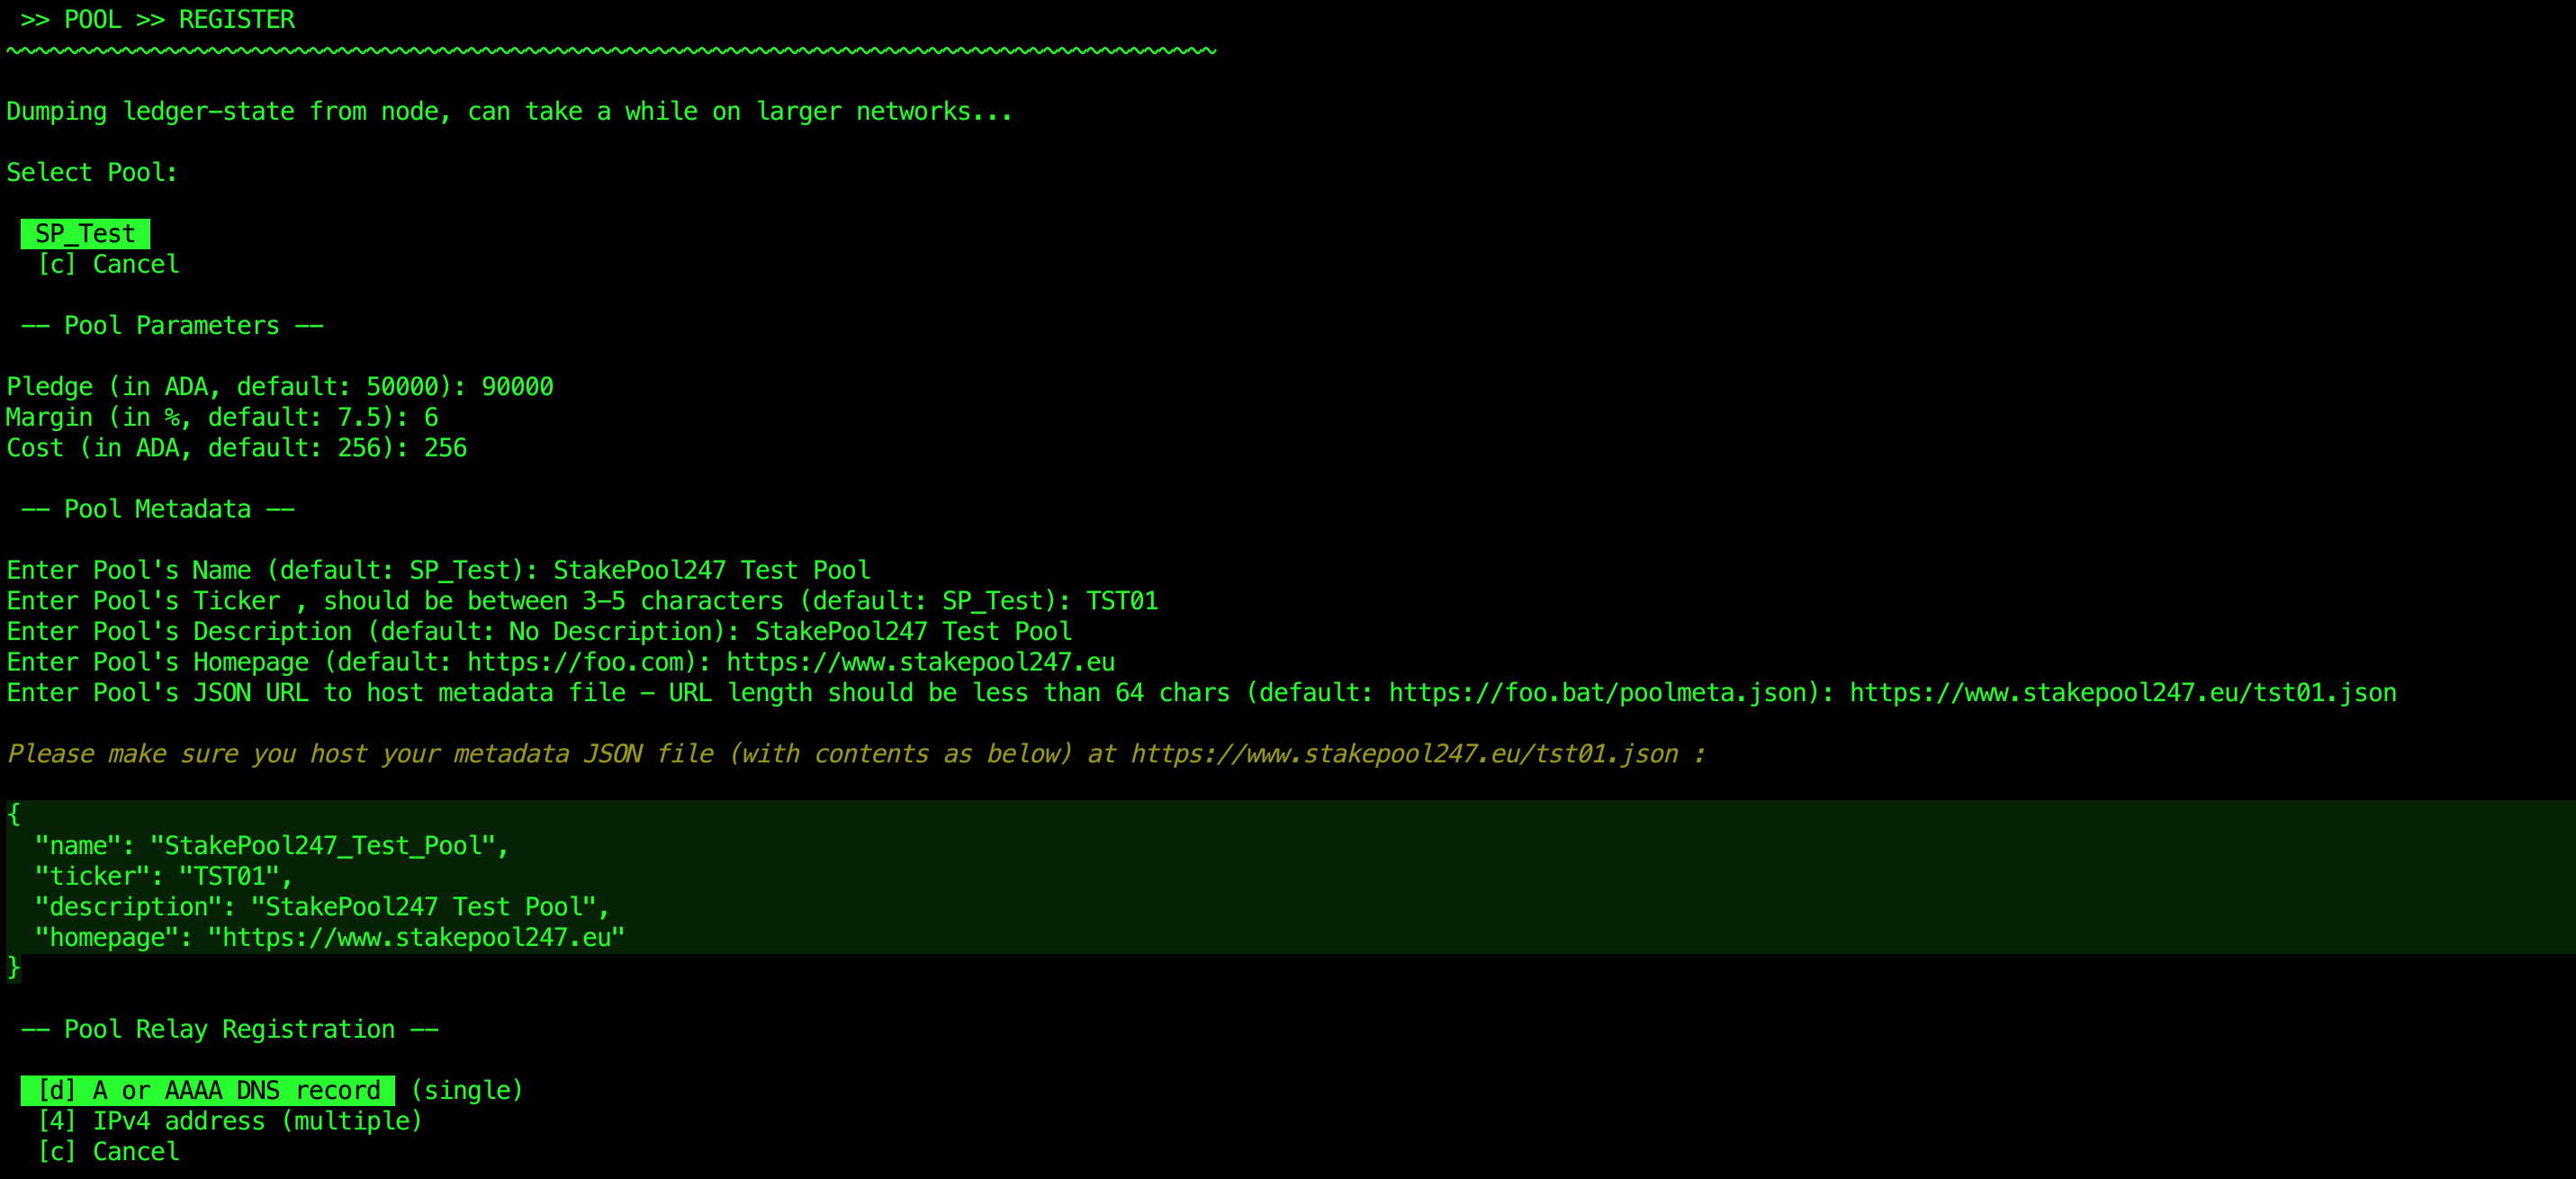 >> POOL >> REGISTER
~~~~~~~~~~~~~~~~~~~~~~~~~~~~~~~~~~~~~~~~~~~~~~~~~~~~~~~~~~~~~~~~~~~~~~~~~~~~~~~~~~~~
Dumping ledger-state from node, can take a while on larger networks...
Select Pool:
SP_Test
[c] Cancel
-- Pool Parameters --
Pledge (in ADA, default: 50000): 90000
Margin (in %, default: 7.5): 6
Cost (in ADA, default: 256): 256
-- Pool Metadata --
Enter Pool's Name (default: SP_Test): StakePool247 Test Pool
Enter Pool's Ticker , should be between 3-5 characters (default: SP_Test): TST01
Enter Pool's Description (default: No Description): StakePool247 Test Pool
Enter Pool's Homepage (default: https://foo.com): https://www.stakepool247.eu
Enter Pool's JSON URL to host metadata file - URL length should be less than 64 chars (default: https://foo.bat/poolmeta.json): https://www.stakepool247.eu/tst01.json
Please make sure you host your metadata JSON file (with contents as below) at https://www.stakepool247.eu/tst01.json :
{
"name": "StakePool247_Test_Pool",
"ticker": "TST01",
"description": "StakePool247 Test Pool",
"homepage": "https://www.stakepool247.eu"
}
-- Pool Relay Registration --
[d] A or AAAA DNS record (single)
[4] IPv4 address (multiple)
[c] Cancel